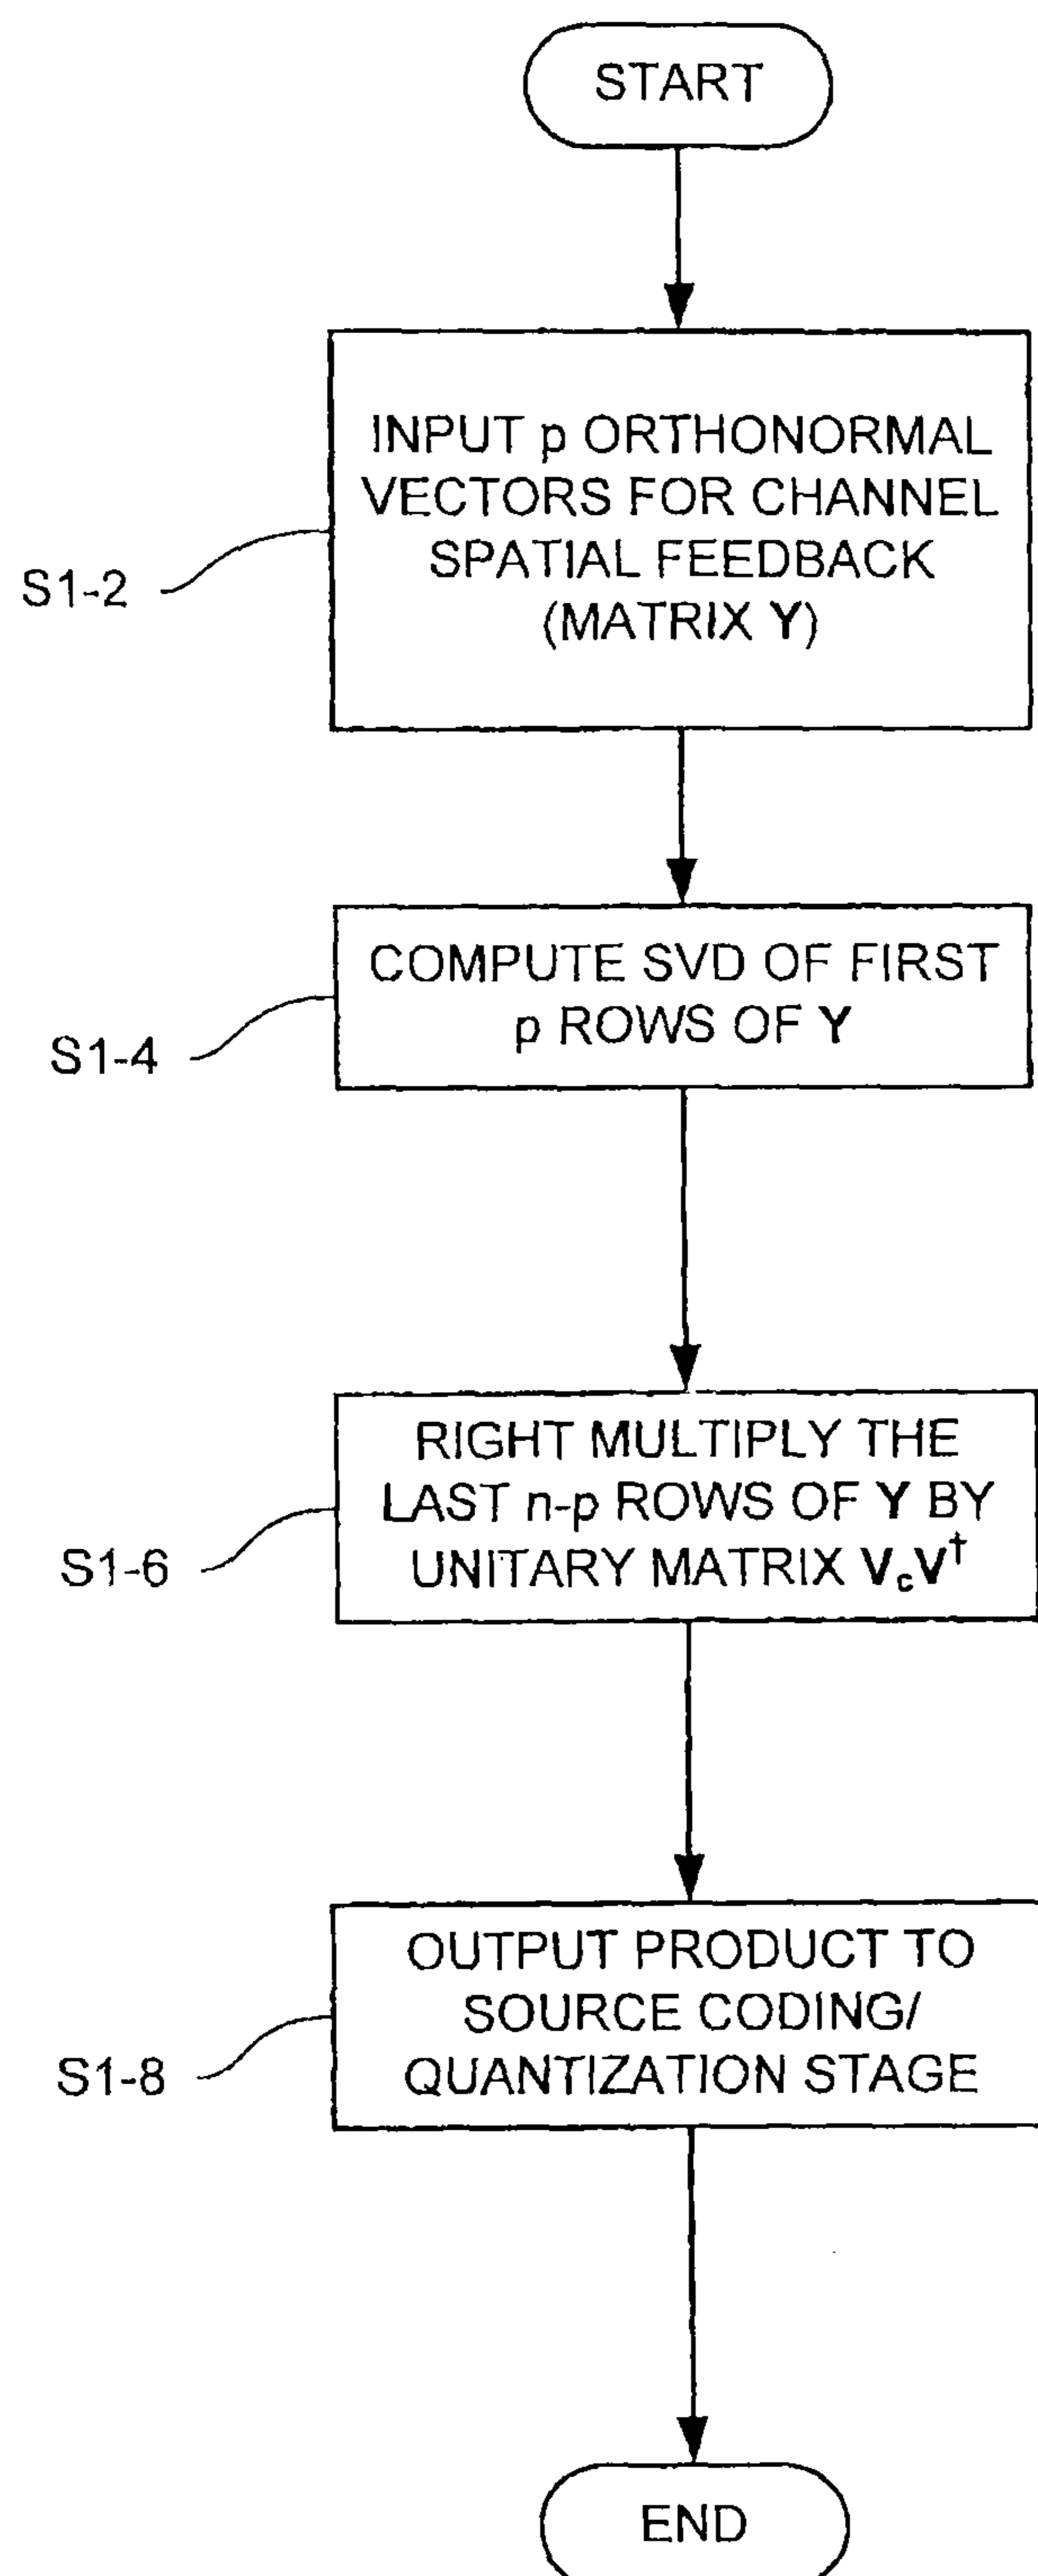 START
INPUT p ORTHONORMAL
VECTORS FOR CHANNEL
SPATIAL FEEDBACK
(MATRIX Y)
S1-2
COMPUTE SVD OF FIRST
p ROWS OF Y
S1-4
RIGHT MULTIPLY THE
LAST n-p ROWS OF Y BY
UNITARY MATRIX VcV†
S1-6
OUTPUT PRODUCT TO
SOURCE CODING/
QUANTIZATION STAGE
S1-8
END